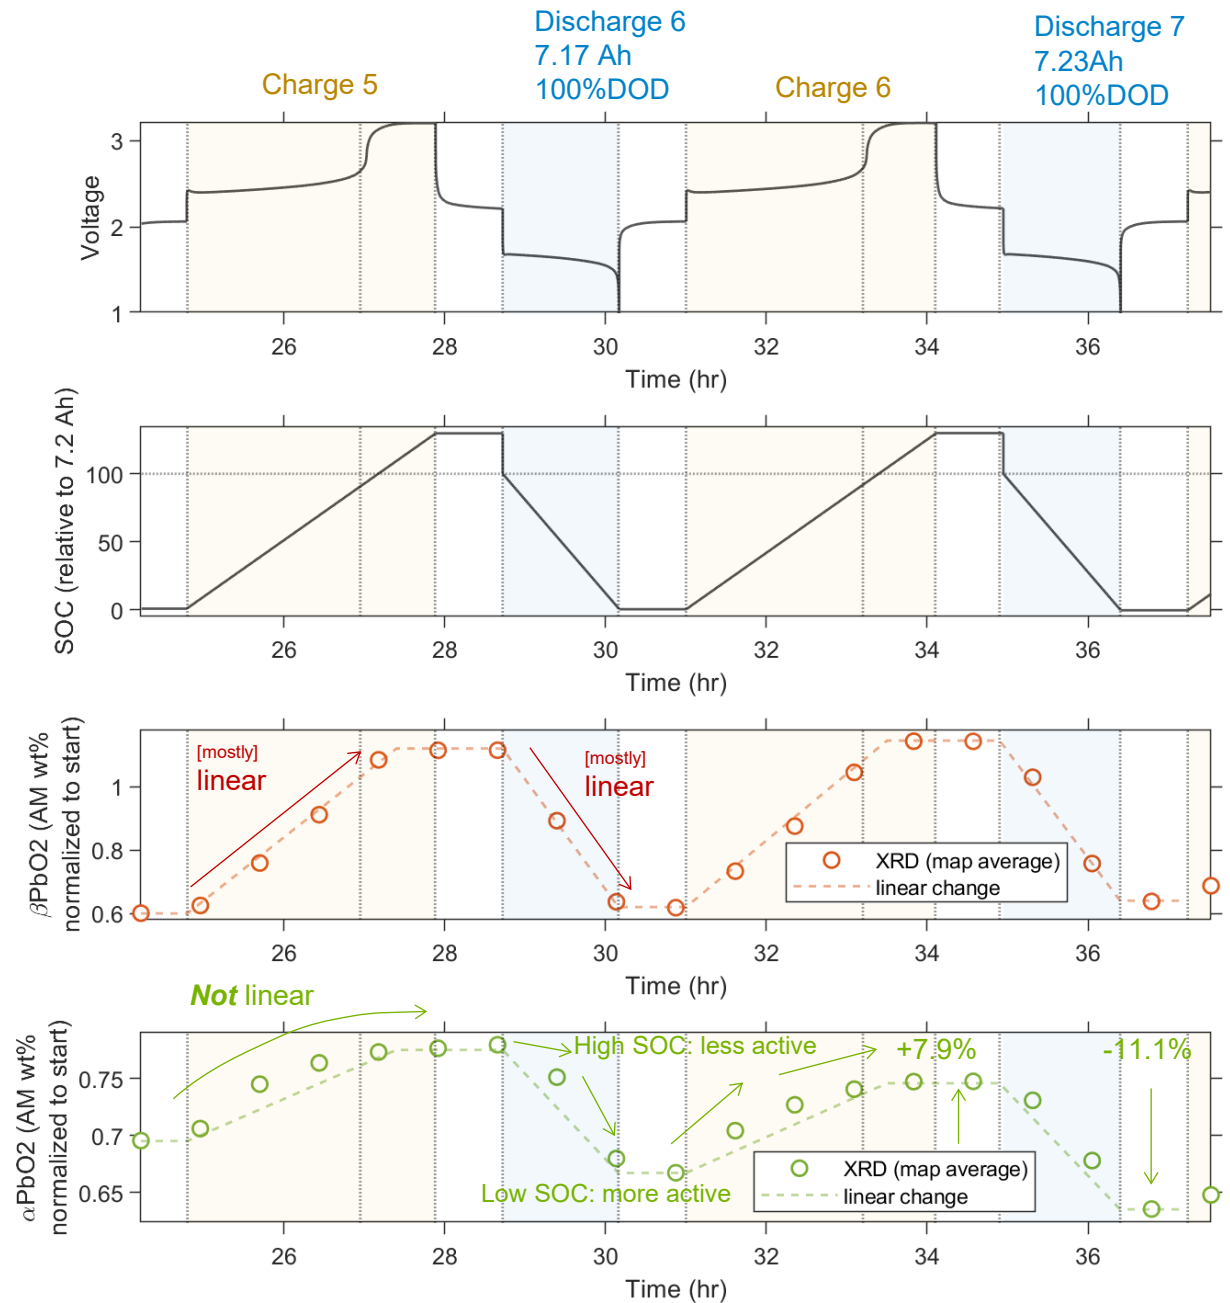 Discharge 6
7.17 Ah
100%DOD
Discharge 7
7.23Ah
100%DOD
Charge 5
Charge 6
Voltage
3
2
1
26 28 30 32 34 36
Time (hr)
SOC (relative to 7.2 Ah)
100
50
0
26 28 30 32 34 36
Time (hr)
βPbO2 (AM wt%
normalized to start)
1
0.8
0.6
[mostly]
linear
[mostly]
linear
XRD (map average)
linear change
26 28 30 32 34 36
Time (hr)
Not linear
αPbO2 (AM wt%
normalized to start)
0.75
0.7
0.65
High SOC: less active
+7.9%
-11.1%
Low SOC: more active
XRD (map average)
linear change
26 28 30 32 34 36
Time (hr)